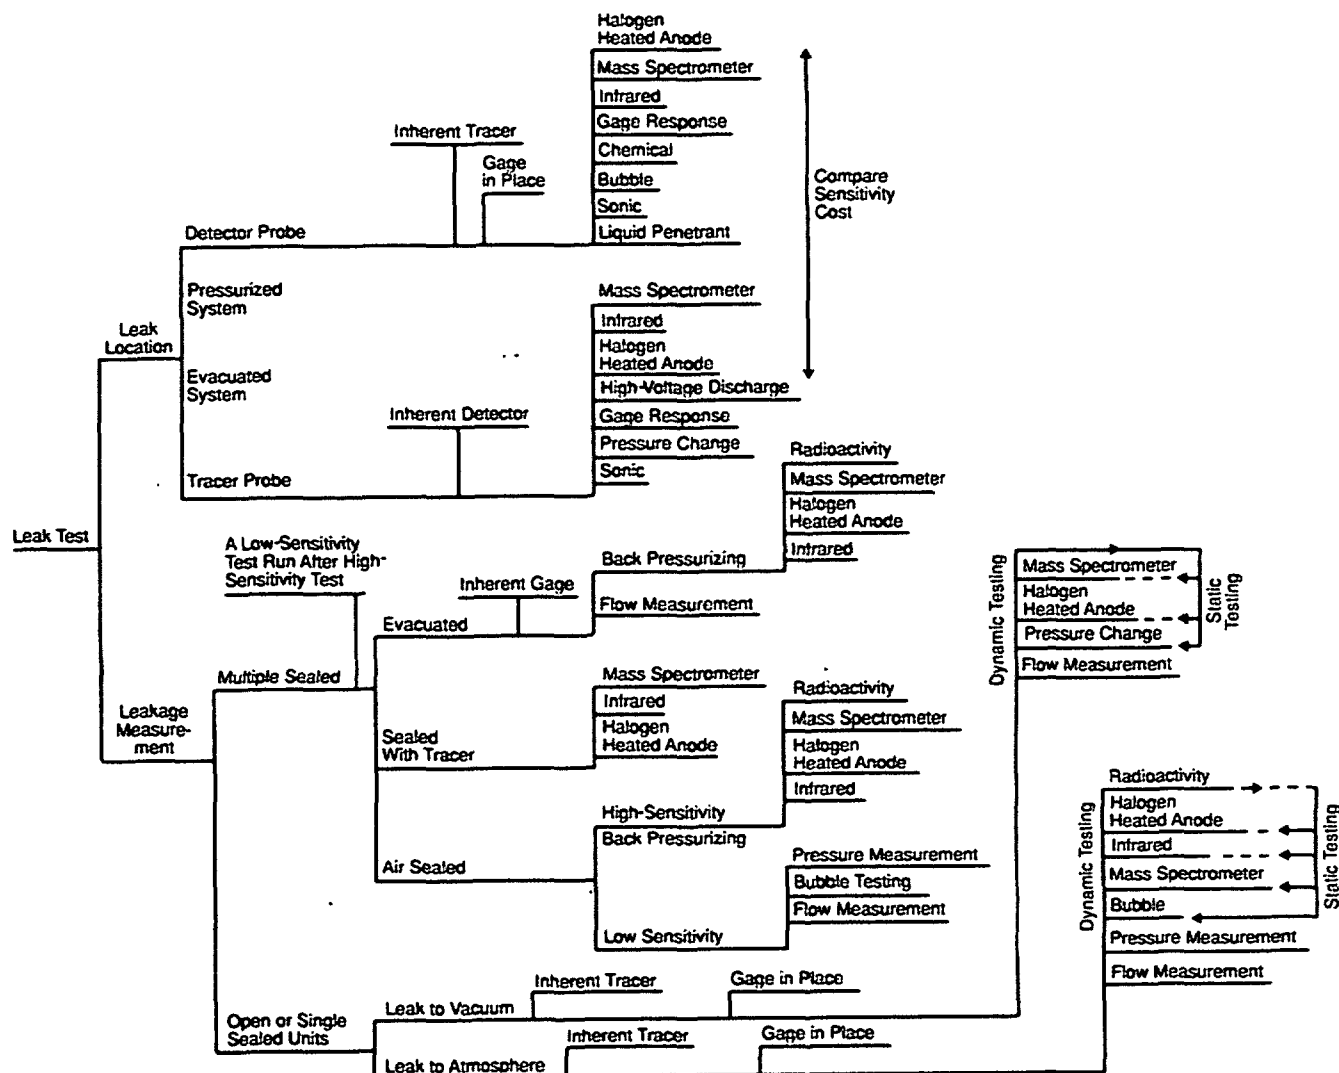 Halogen
Heated Anode
Mass Spectrometer
Infrared
Gage Response
Chemical
Bubble
Sonic
Liquid Penetrant
Inherent Tracer
Gage
in Place
Detector Probe
Compare
Sensitivity
Cost
Pressurized
System
Leak
Location
Evacuated
System
Mass Spectrometer
Infrared
Halogen
Heated Anode
High-Voltage Discharge
Gage Response
Pressure Change
Sonic
Inherent Detector
Tracer Probe
Leak Test
A Low-Sensitivity
Test Run After High-
Sensitivity Test
Inherent Gage
Evacuated
Back Pressurizing
Flow Measurement
Radioactivity
Mass Spectrometer
Halogen
Heated Anode
Infrared
Multiple Sealed
Leakage
Measure-
ment
Sealed
With Tracer
Mass Spectrometer
Infrared
Halogen
Heated Anode
Air Sealed
High-Sensitivity
Back Pressurizing
Radioactivity
Mass Spectrometer
Halogen
Heated Anode
Infrared
Low Sensitivity
Pressure Measurement
Bubble Testing
Flow Measurement
Dynamic Testing
Mass Spectrometer
Halogen
Heated Anode
Pressure Change
Flow Measurement
Static
Testing
Dynamic Testing
Radioactivity
Halogen
Heated Anode
Infrared
Mass Spectrometer
Bubble
Pressure Measurement
Flow Measurement
Static Testing
Open or Single
Sealed Units
Leak to Vacuum
Inherent Tracer
Gage in Place
Leak to Atmosphere
Inherent Tracer
Gage in Place